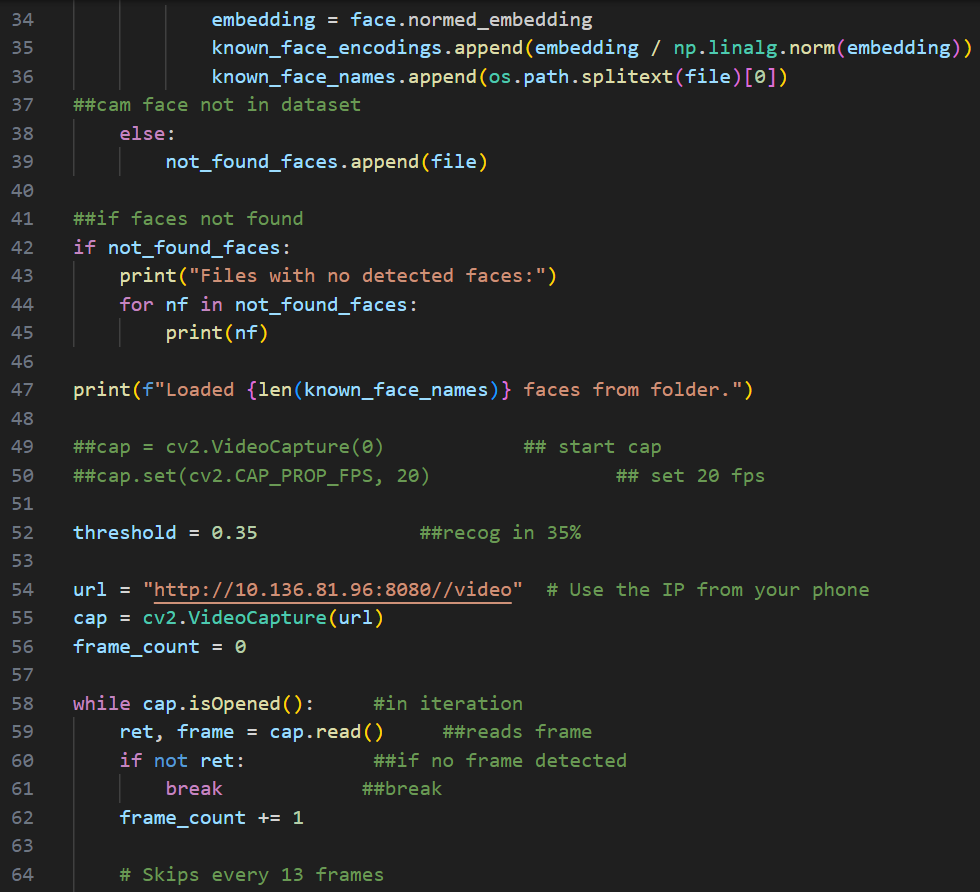 34 embedding = face.normed_embedding
35 known_face_encodings.append(embedding / np.linalg.norm(embedding))
36 known_face_names.append(os.path.splitext(file)[0])
37 ##cam face not in dataset
38 else:
39 not_found_faces.append(file)
40
41 ##if faces not found
42 if not_found_faces:
43 print("Files with no detected faces:")
44 for nf in not_found_faces:
45 print(nf)
46
47 print(f"Loaded {len(known_face_names)} faces from folder.")
48
49 ##cap = cv2.VideoCapture(0) ## start cap
50 ##cap.set(cv2.CAP_PROP_FPS, 20) ## set 20 fps
51
52 threshold = 0.35 ##recog in 35%
53
54 url = "http://10.136.81.96:8080//video" # Use the IP from your phone
55 cap = cv2.VideoCapture(url)
56 frame_count = 0
57
58 while cap.isOpened(): #in iteration
59 ret, frame = cap.read() ##reads frame
60 if not ret: ##if no frame detected
61 break ##break
62 frame_count += 1
63
64 # Skips every 13 frames